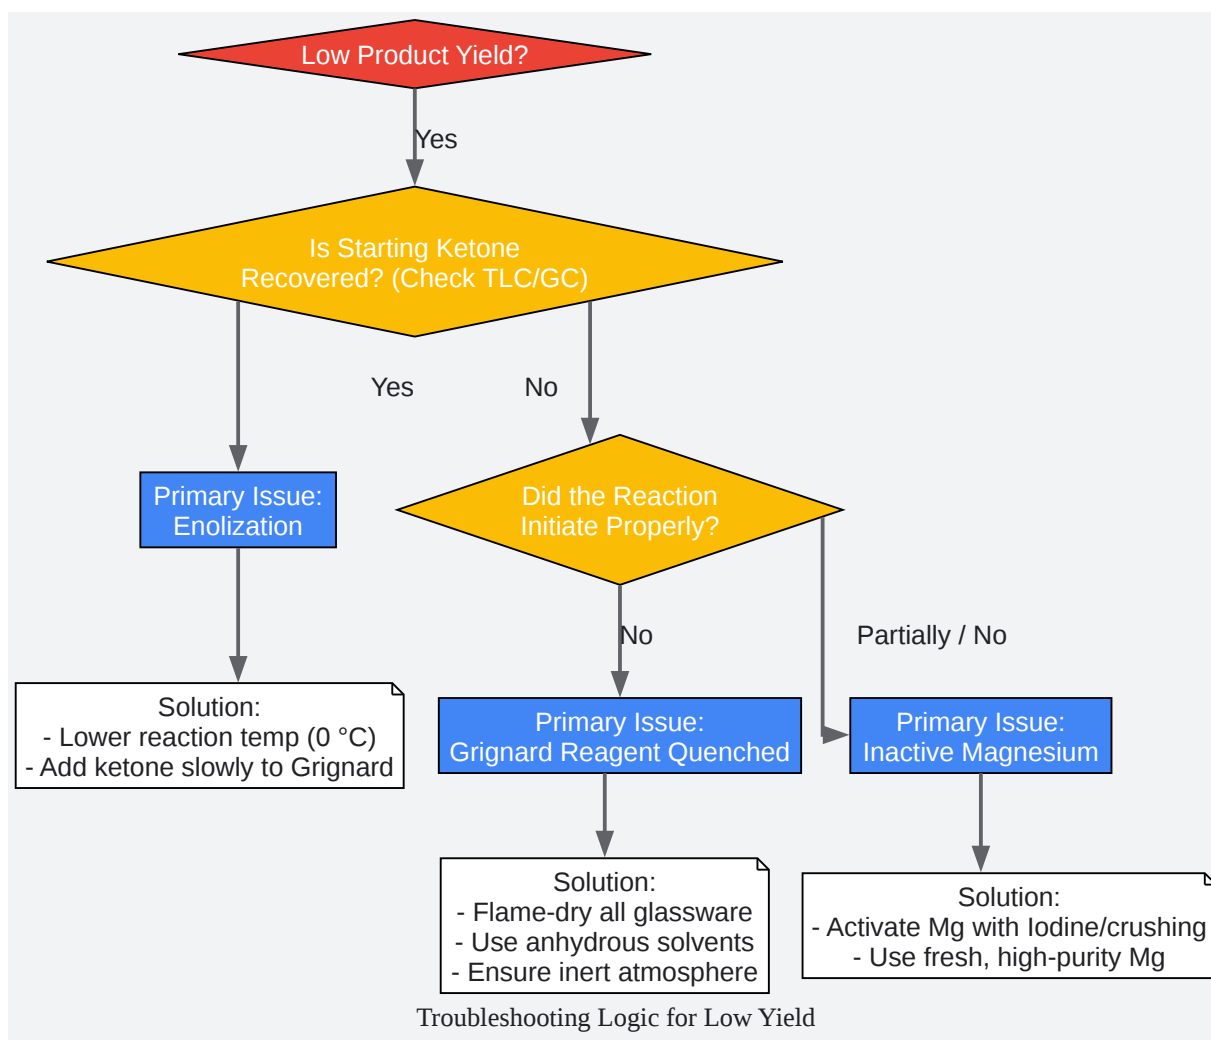 Low Product Yield?
Yes
Is Starting Ketone
Recovered? (Check TLC/GC)
Yes
No
Primary Issue:
Enolization
Did the Reaction
Initiate Properly?
No
Partially / No
Solution:
- Lower reaction temp (0 °C)
- Add ketone slowly to Grignard
Primary Issue:
Grignard Reagent Quenched
Primary Issue:
Inactive Magnesium
Solution:
- Flame-dry all glassware
- Use anhydrous solvents
- Ensure inert atmosphere
Solution:
- Activate Mg with Iodine/crushing
- Use fresh, high-purity Mg
Troubleshooting Logic for Low Yield